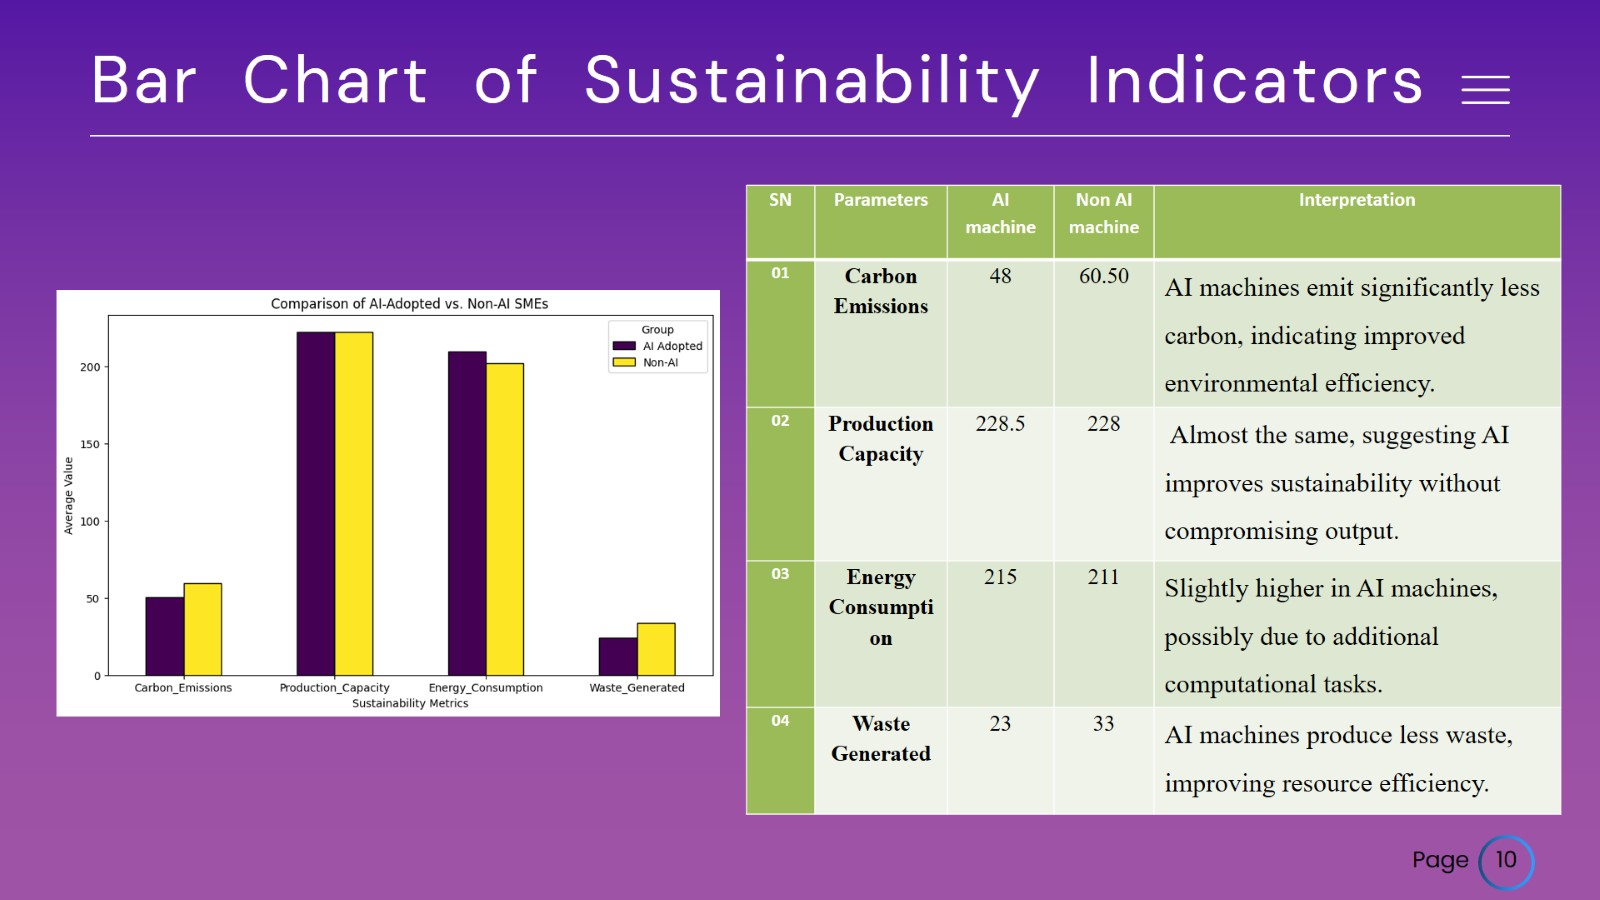 Bar Chart of Sustainability Indicators
Comparison of AI-Adopted vs. Non-AI SMEs
Group
AI Adopted
Non-AI
Average Value
200
150
100
50
0
Carbon_Emissions Production_Capacity Energy_Consumption Waste_Generated
Sustainability Metrics
SN Parameters AI Non AI Interpretation
machine machine
01 Carbon 48 60.50
Emissions
AI machines emit significantly less
carbon, indicating improved
environmental efficiency.
02 Production 228.5 228
Capacity
Almost the same, suggesting AI
improves sustainability without
compromising output.
03 Energy 215 211
Consumpti
on
Slightly higher in AI machines,
possibly due to additional
computational tasks.
04 Waste 23 33
Generated
AI machines produce less waste,
improving resource efficiency.
Page 10